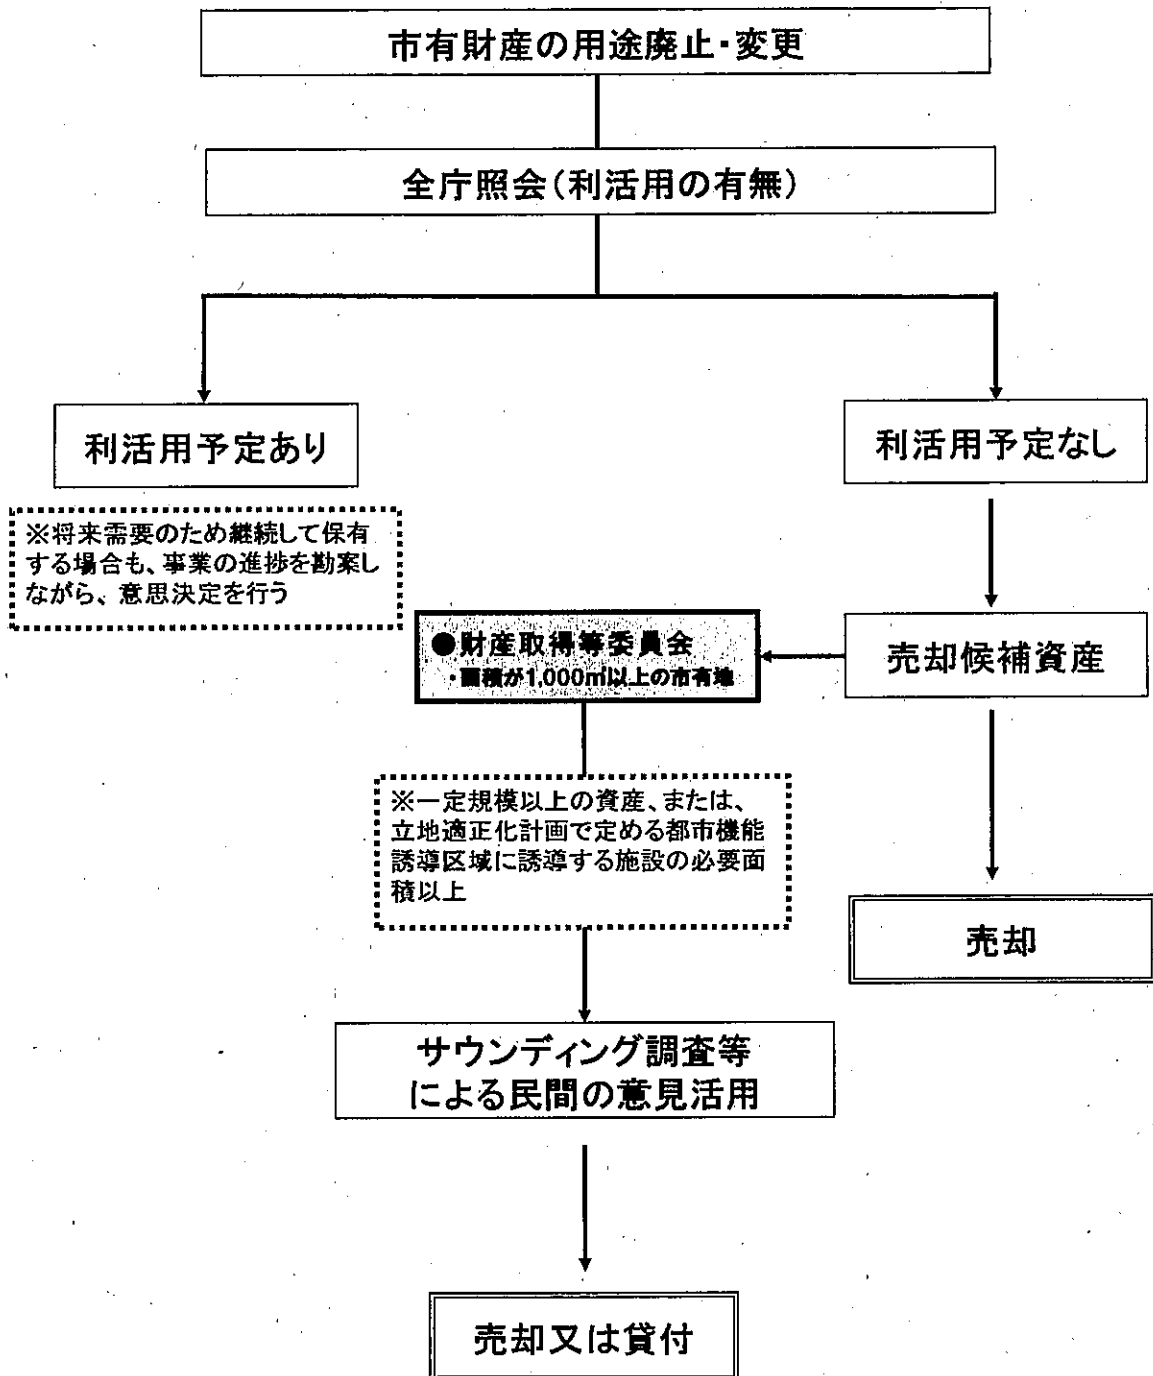 市有財産の用途廃止・変更
全庁照会（利活用の有無）
利活用予定あり
利活用予定なし
※将来需要のため継続して保有
する場合も、事業の進捗を勘案し
ながら、意思決定を行う
●財産取得等委員会
・面積が1,000㎡以上の市有地
売却候補資産
※一定規模以上の資産、または、
立地適正化計画で定める都市機能
誘導区域に誘導する施設の必要面
積以上
売却
サウンディング調査等
による民間の意見活用
売却又は貸付